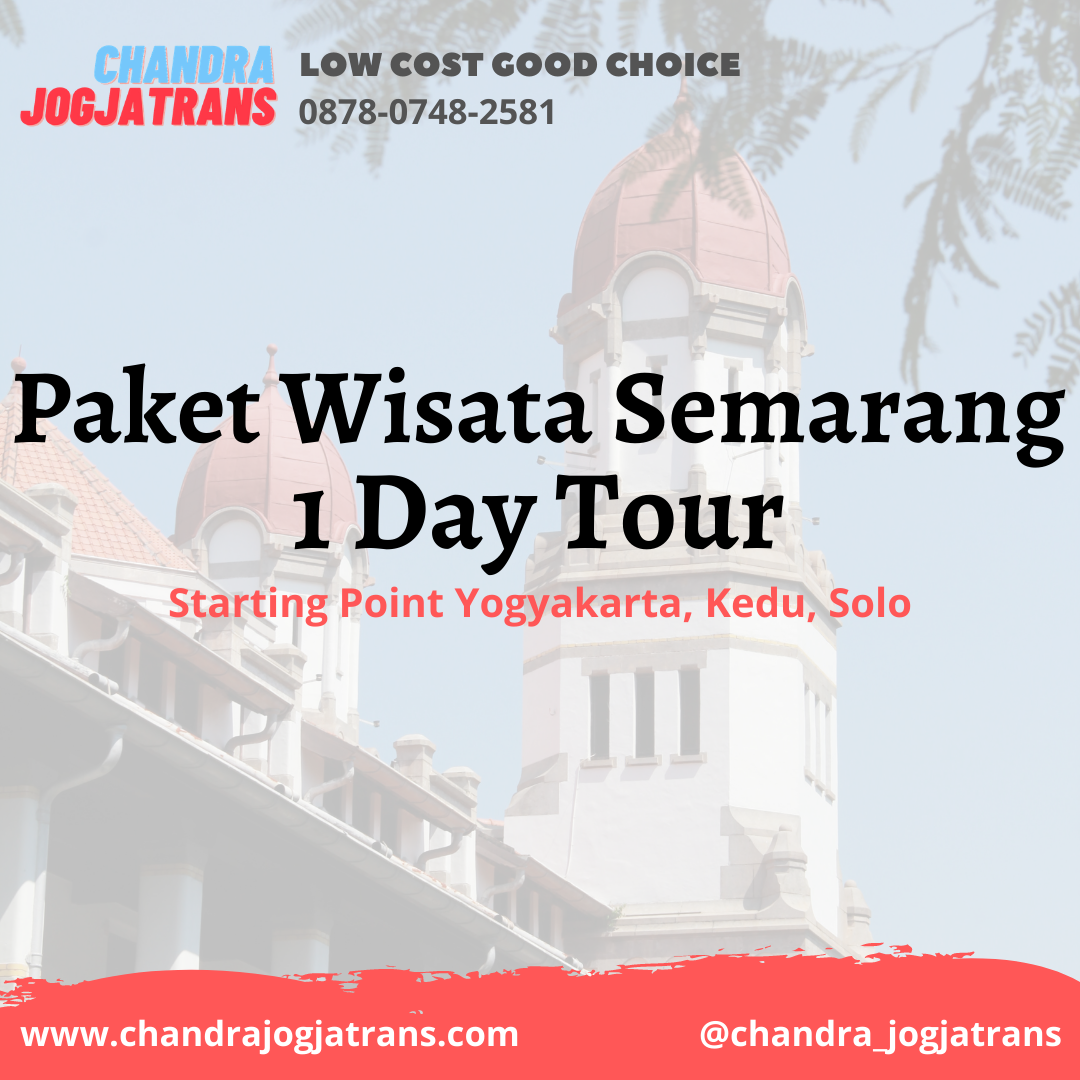 CHANDRA
JOGJATRANS
LOW COST GOOD CHOICE
0878-0748-2581
Paket Wisata Semarang
1 Day Tour
Starting Point Yogyakarta, Kedu, Solo
www.chandrajogjatrans.com
@chandra_jogjatrans